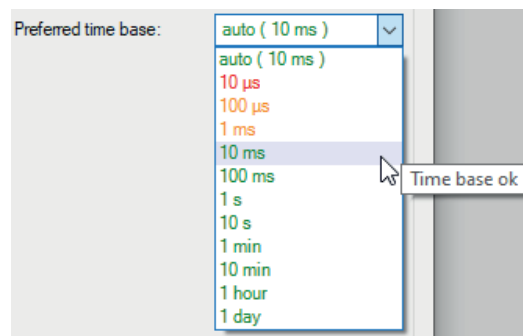 Preferred time base: auto ( 10 ms )
auto ( 10 ms )
10 µs
100 µs
1 ms
10 ms
100 ms
Time base ok
1 s
10 s
1 min
10 min
1 hour
1 day